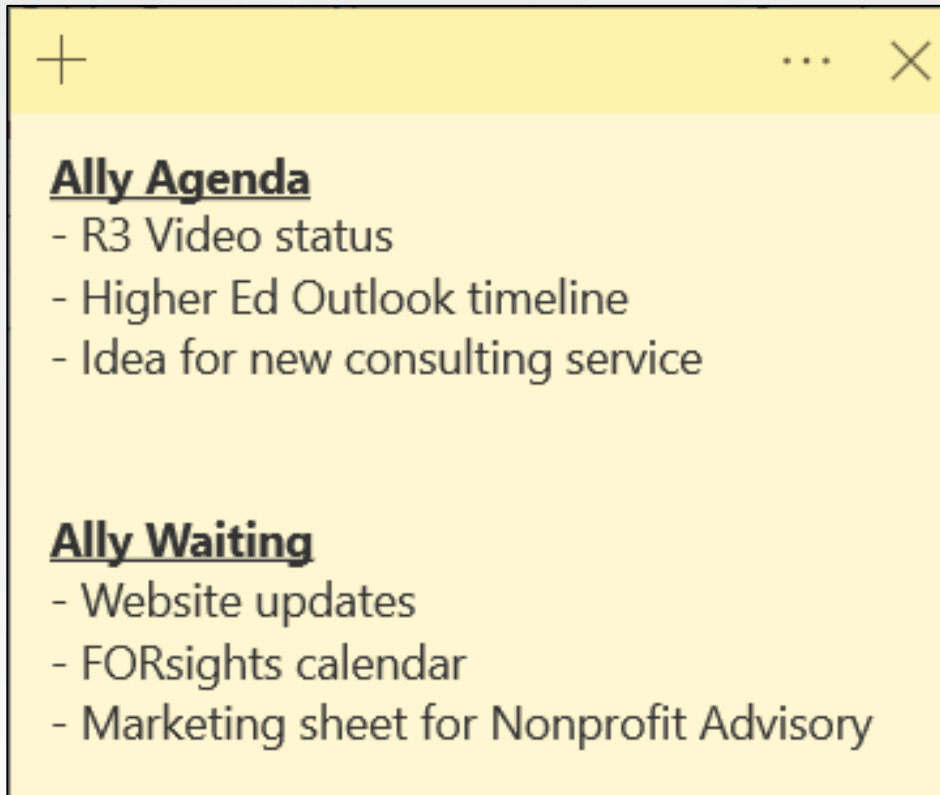 Ally Agenda
- R3 Video status
- Higher Ed Outlook timeline
- Idea for new consulting service
Ally Waiting
- Website updates
- FORsights calendar
- Marketing sheet for Nonprofit Advisory